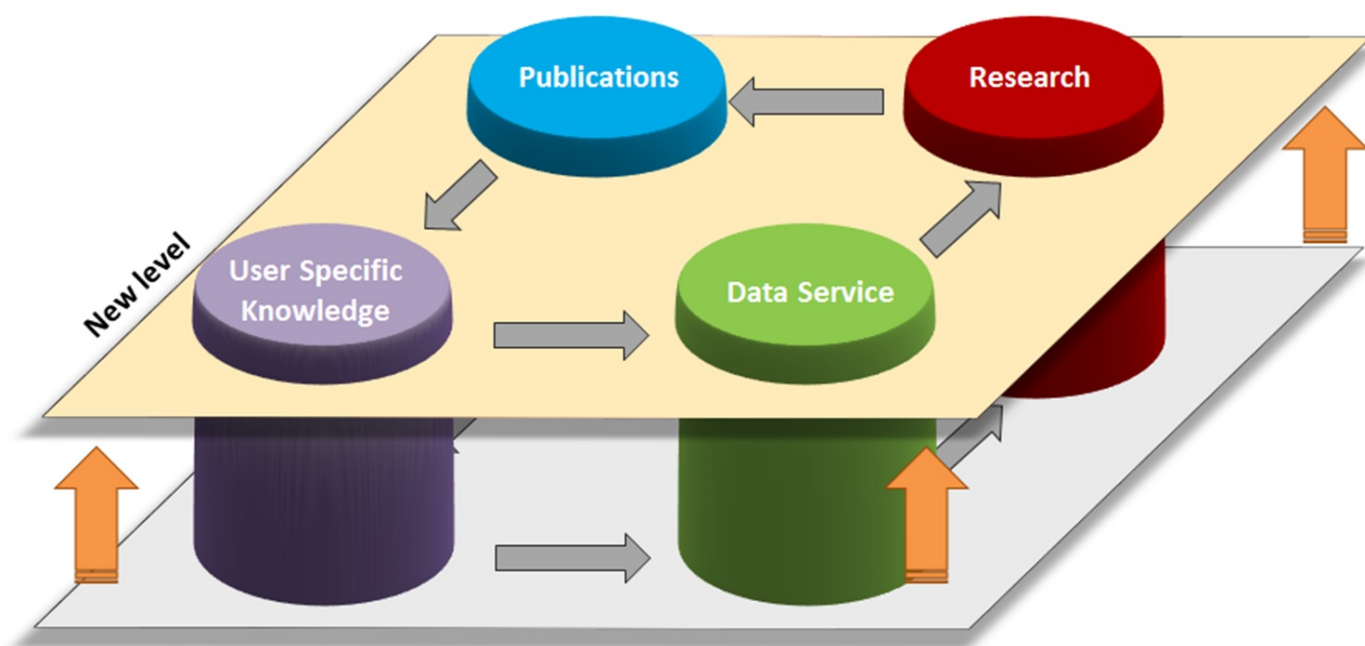 Publications
Research
New level
User Specific
Knowledge
Data Service